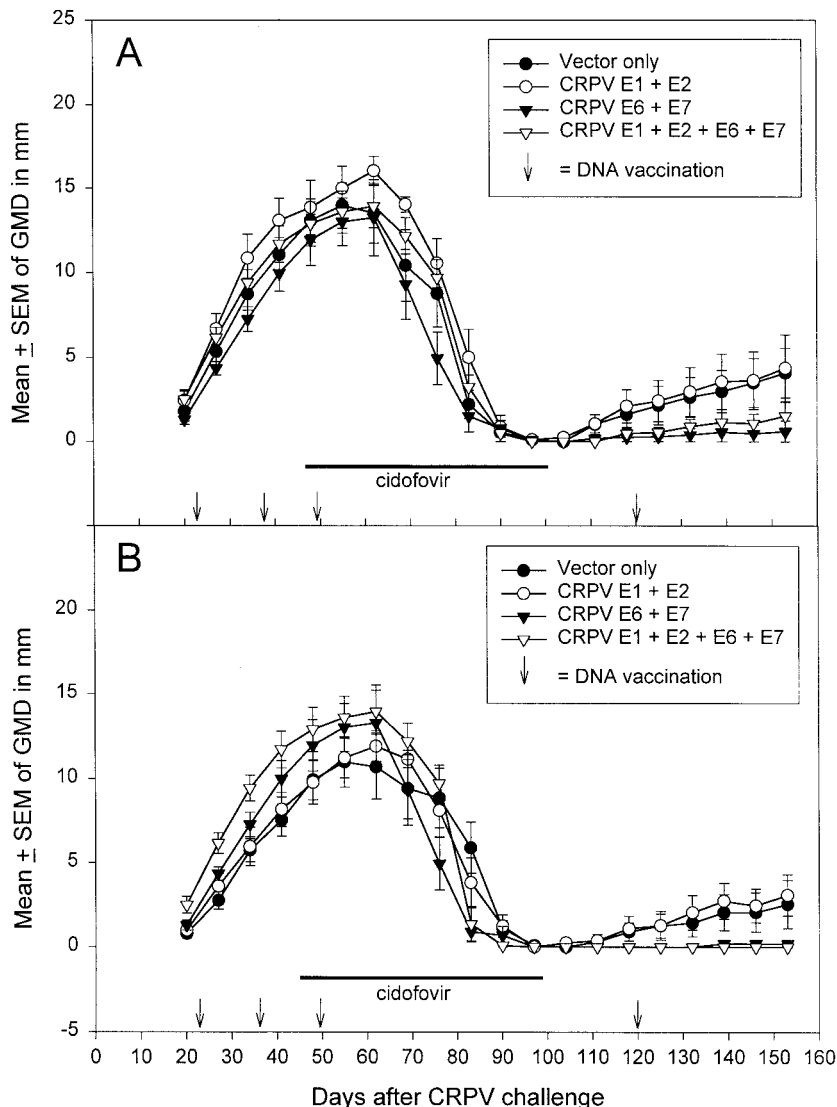 A
Vector only
CRPV E1 + E2
CRPV E6 + E7
CRPV E1 + E2 + E6 + E7
= DNA vaccination
Mean ± SEM of GMD in mm
25
20
15
10
5
0
cidofovir
B
Vector only
CRPV E1 + E2
CRPV E6 + E7
CRPV E1 + E2 + E6 + E7
= DNA vaccination
Mean ± SEM of GMD in mm
20
15
10
5
0
-5
cidofovir
0 10 20 30 40 50 60 70 80 90 100 110 120 130 140 150 160
Days after CRPV challenge